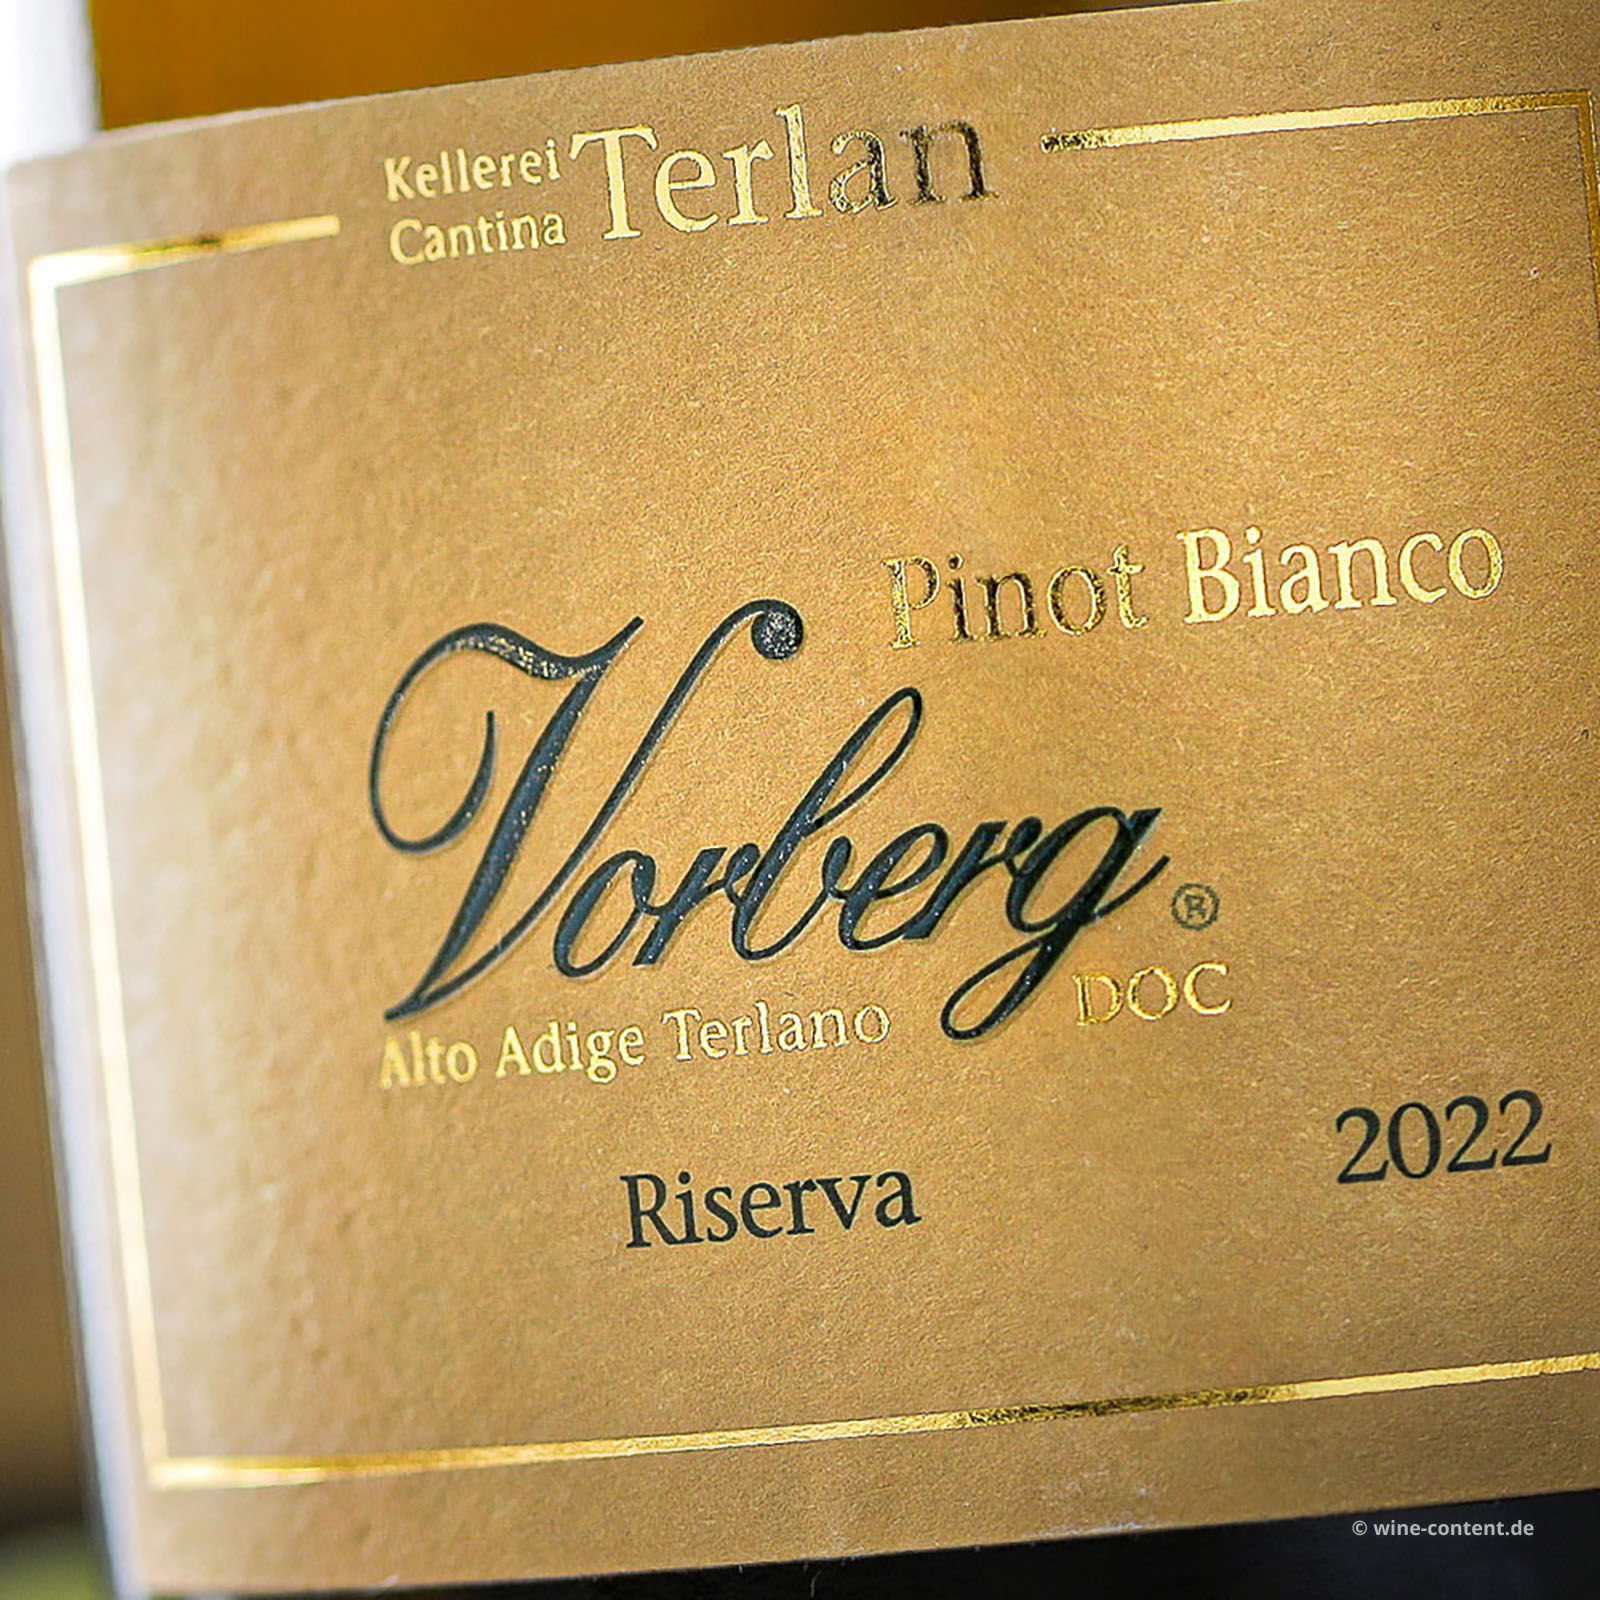 Kellerei
Cantina
Terlan
Pinot Bianco
Vorberg®
Alto Adige Terlano DOC
Riserva
2022
© wine-content.de